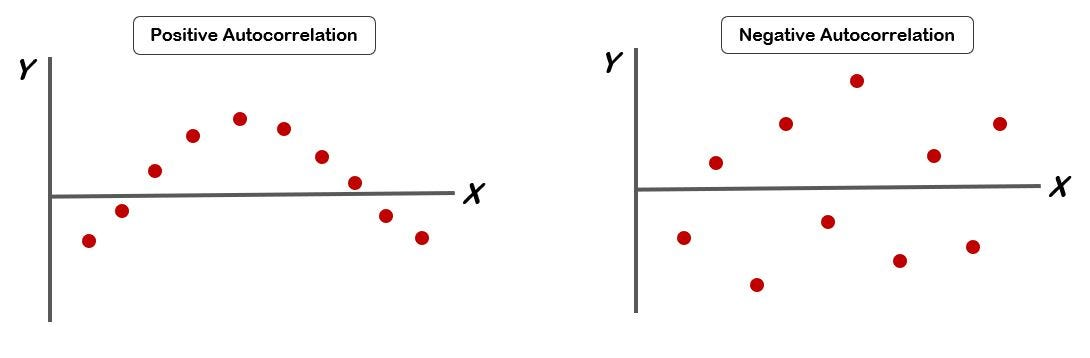 Positive Autocorrelation
Y
X
Negative Autocorrelation
Y
X